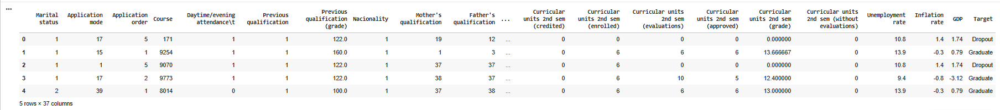 ...
Marital status Application mode Application order Course Daytime/evening attendance\t Previous qualification Previous qualification (grade) Nacionality Mother's qualification Father's qualification ... Curricular units 2nd sem (credited) Curricular units 2nd sem (enrolled) Curricular units 2nd sem (evaluations) Curricular units 2nd sem (approved) Curricular units 2nd sem (grade) Curricular units 2nd sem (without evaluations) Unemployment rate Inflation rate GDP Target
0 1 17 5 171 1 1 122.0 1 19 12 ... 0 0 0 0 0.000000 0 10.8 1.4 1.74 Dropout
1 1 15 1 9254 1 1 160.0 1 1 3 ... 0 6 6 6 13.666667 0 13.9 -0.3 0.79 Graduate
2 1 1 5 9070 1 1 122.0 1 37 37 ... 0 6 0 0 0.000000 0 10.8 1.4 1.74 Dropout
3 1 17 2 9773 1 1 122.0 1 38 37 ... 0 6 10 5 12.400000 0 9.4 -0.8 -3.12 Graduate
4 2 39 1 8014 0 1 100.0 1 37 38 ... 0 6 6 6 13.000000 0 13.9 -0.3 0.79 Graduate
5 rows × 37 columns